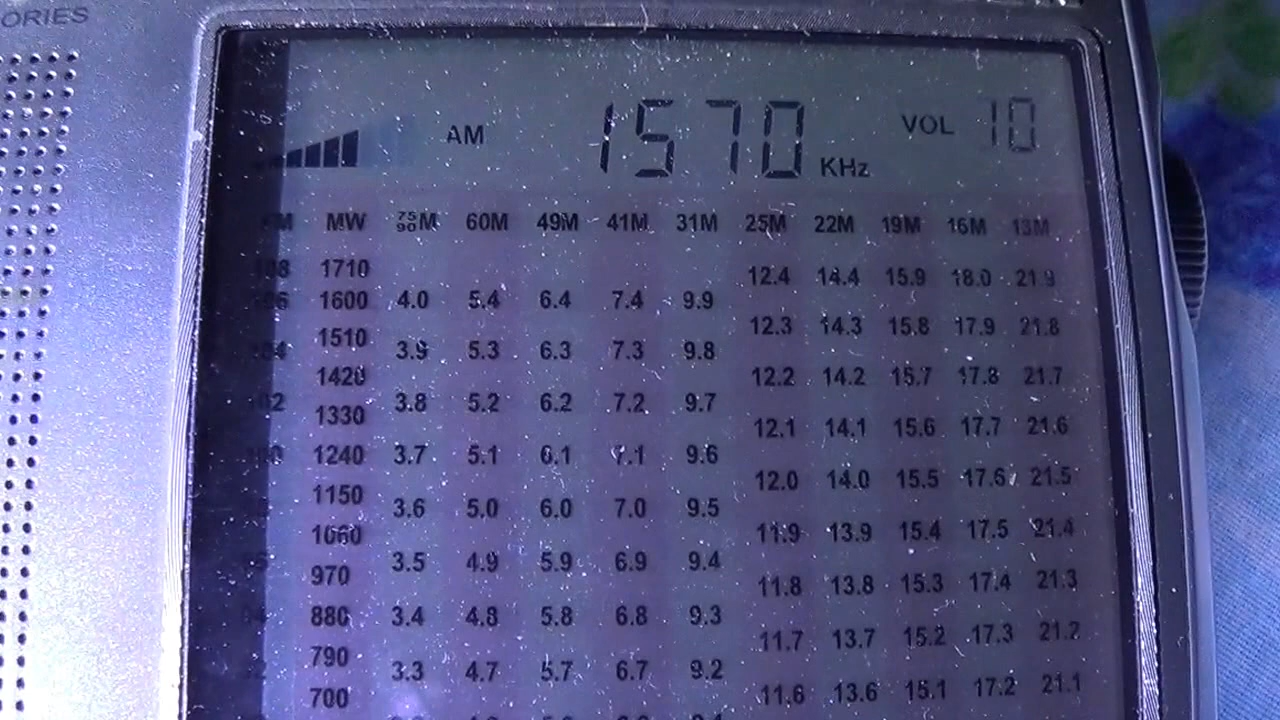 ORIES
AM 1570 KHz VOL 10
MW 75 90 M 60M 49M 41M 31M 25M 22M 19M 16M 13M
1710 12.4 14.4 15.9 18.0 21.9
1600 4.0 5.4 6.4 7.4 9.9
1510 12.3 14.3 15.8 17.9 21.8
3.9 5.3 6.3 7.3 9.8
1420 12.2 14.2 15.7 17.8 21.7
1330 3.8 5.2 6.2 7.2 9.7
12.1 14.1 15.6 17.7 21.6
1240 3.7 5.1 6.1 7.1 9.6
1150 12.0 14.0 15.5 17.6 21.5
3.6 5.0 6.0 7.0 9.5
1060 11.9 13.9 15.4 17.5 21.4
970 3.5 4.9 5.9 6.9 9.4
11.8 13.8 15.3 17.4 21.3
880 3.4 4.8 5.8 6.8 9.3
790 11.7 13.7 15.2 17.3 21.2
3.3 4.7 5.7 6.7 9.2
700 11.6 13.6 15.1 17.2 21.1